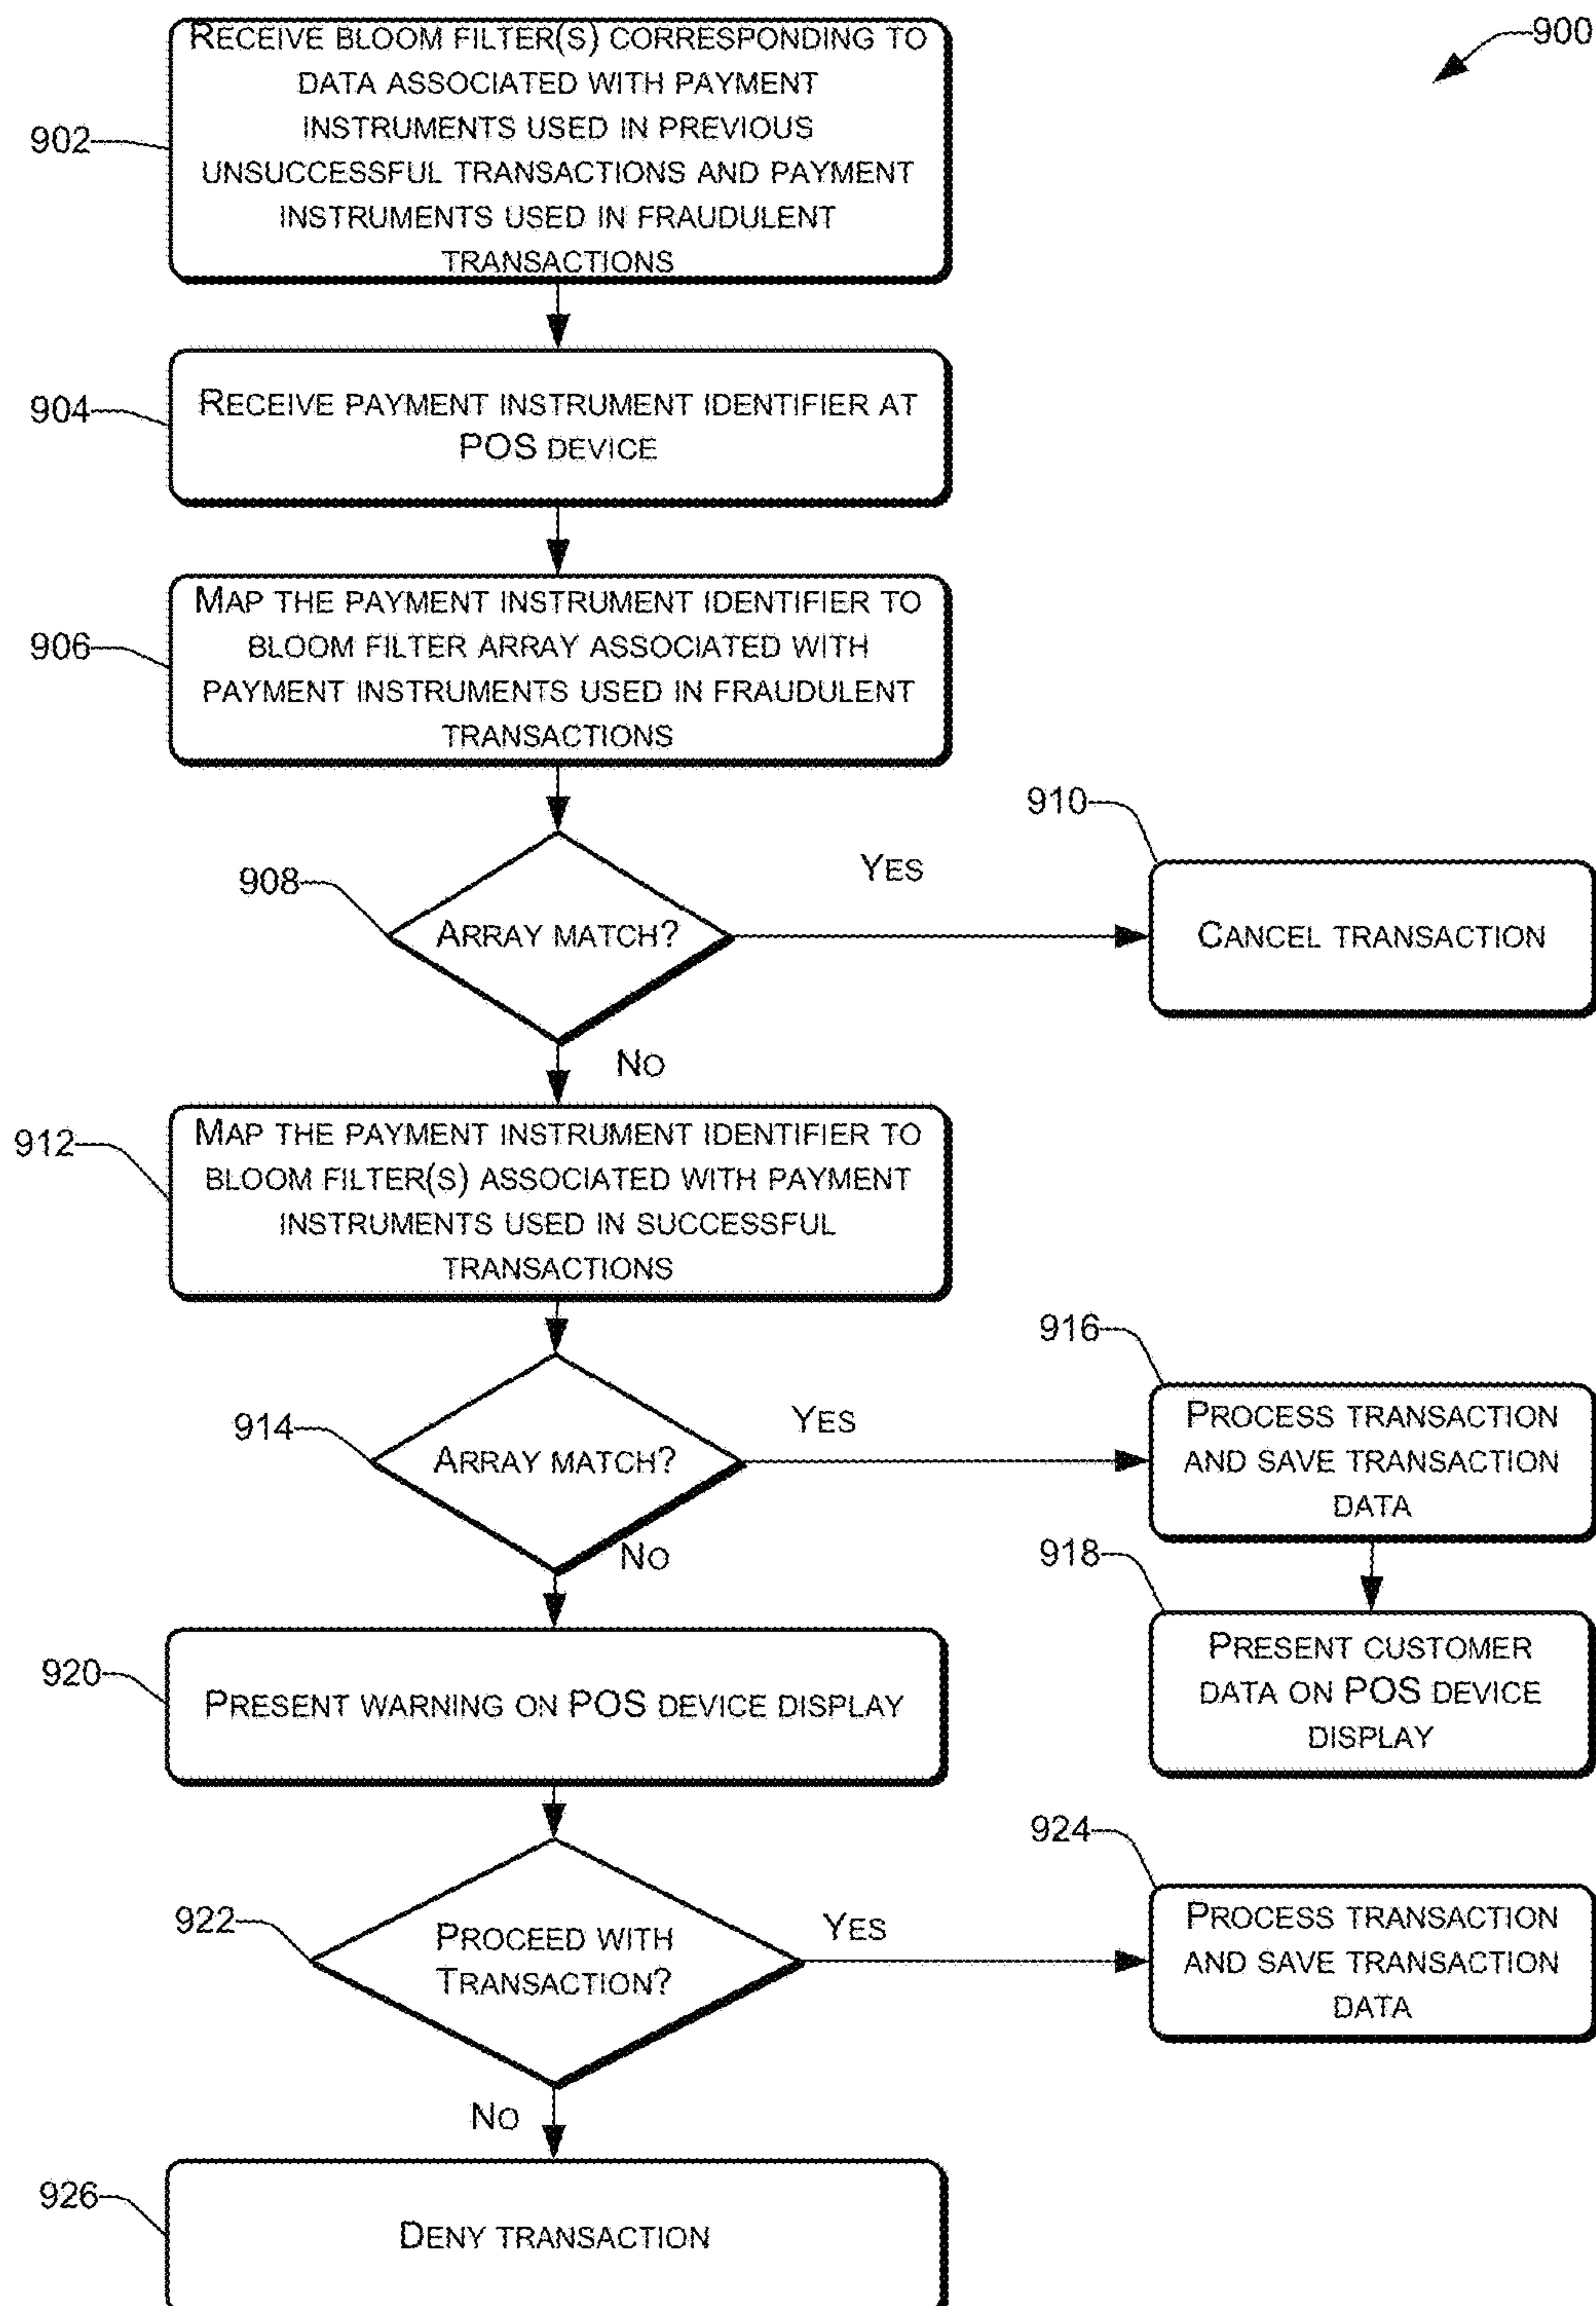 900
902
RECEIVE BLOOM FILTER(S) CORRESPONDING TO
DATA ASSOCIATED WITH PAYMENT
INSTRUMENTS USED IN PREVIOUS
UNSUCCESSFUL TRANSACTIONS AND PAYMENT
INSTRUMENTS USED IN FRAUDULENT
TRANSACTIONS
904
RECEIVE PAYMENT INSTRUMENT IDENTIFIER AT
POS DEVICE
906
MAP THE PAYMENT INSTRUMENT IDENTIFIER TO
BLOOM FILTER ARRAY ASSOCIATED WITH
PAYMENT INSTRUMENTS USED IN FRAUDULENT
TRANSACTIONS
908
ARRAY MATCH?
YES
910
CANCEL TRANSACTION
NO
912
MAP THE PAYMENT INSTRUMENT IDENTIFIER TO
BLOOM FILTER(S) ASSOCIATED WITH PAYMENT
INSTRUMENTS USED IN SUCCESSFUL
TRANSACTIONS
914
ARRAY MATCH?
YES
916
PROCESS TRANSACTION
AND SAVE TRANSACTION
DATA
918
PRESENT CUSTOMER
DATA ON POS DEVICE
DISPLAY
NO
920
PRESENT WARNING ON POS DEVICE DISPLAY
922
PROCEED WITH
TRANSACTION?
YES
924
PROCESS TRANSACTION
AND SAVE TRANSACTION
DATA
NO
926
DENY TRANSACTION